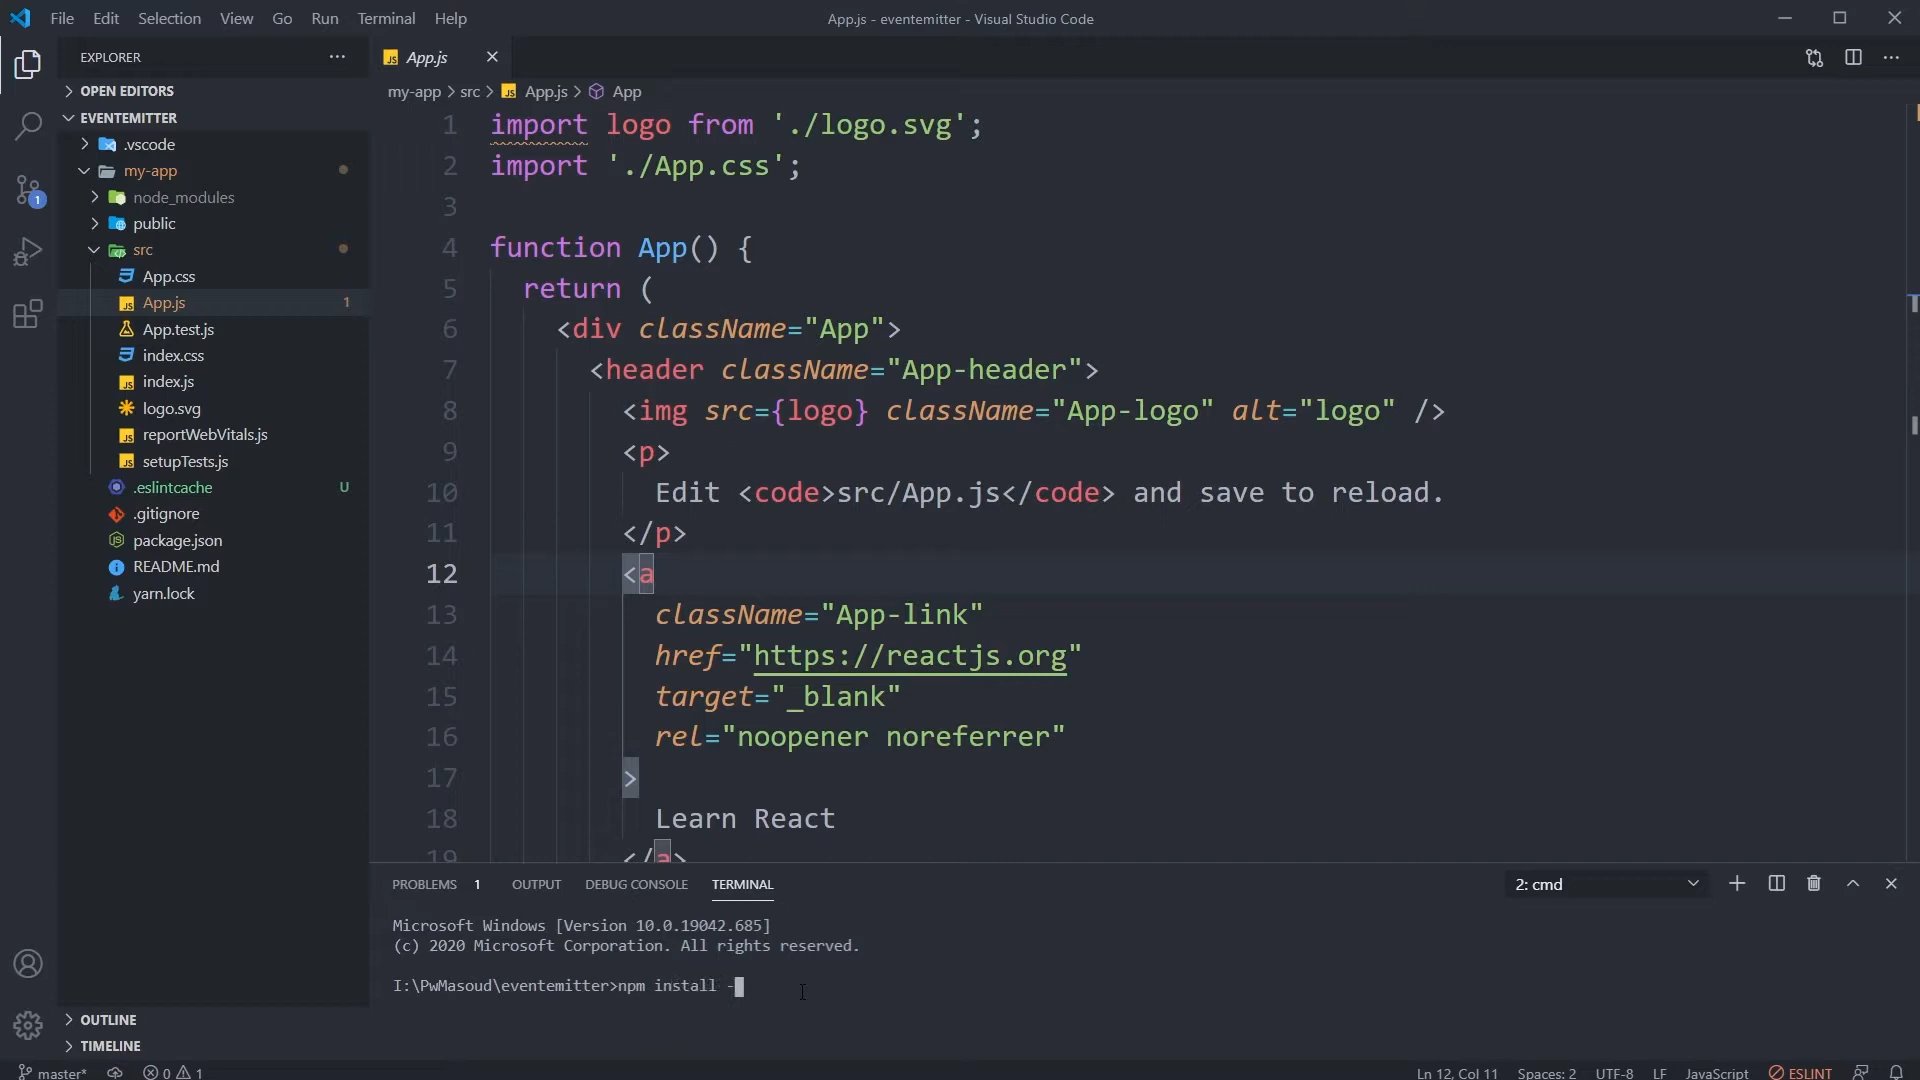 File Edit Selection View Go Run Terminal Help
App.js - eventemitter - Visual Studio Code
EXPLORER
OPEN EDITORS
EVENTEMITTER
.vscode
my-app
node_modules
public
src
App.css
App.js 1
App.test.js
index.css
index.js
logo.svg
reportWebVitals.js
setupTests.js
.eslintcache U
.gitignore
package.json
README.md
yarn.lock
OUTLINE
TIMELINE
1
App.js
my-app > src > App.js > App
1 import logo from './logo.svg';
2 import './App.css';
3
4 function App() {
5 return (
6 <div className="App">
7 <header className="App-header">
8 <img src={logo} className="App-logo" alt="logo" />
9 <p>
10 Edit <code>src/App.js</code> and save to reload.
11 </p>
12 <a
13 className="App-link"
14 href="https://reactjs.org"
15 target="_blank"
16 rel="noopener noreferrer"
17 >
18 Learn React
19 </a>
PROBLEMS 1 OUTPUT DEBUG CONSOLE TERMINAL
2: cmd
Microsoft Windows [Version 10.0.19042.685]
(c) 2020 Microsoft Corporation. All rights reserved.
I:\PwMasoud\eventemitter>npm install -
master* 0 1
Ln 12, Col 11 Spaces: 2 UTF-8 LF JavaScript ESLINT